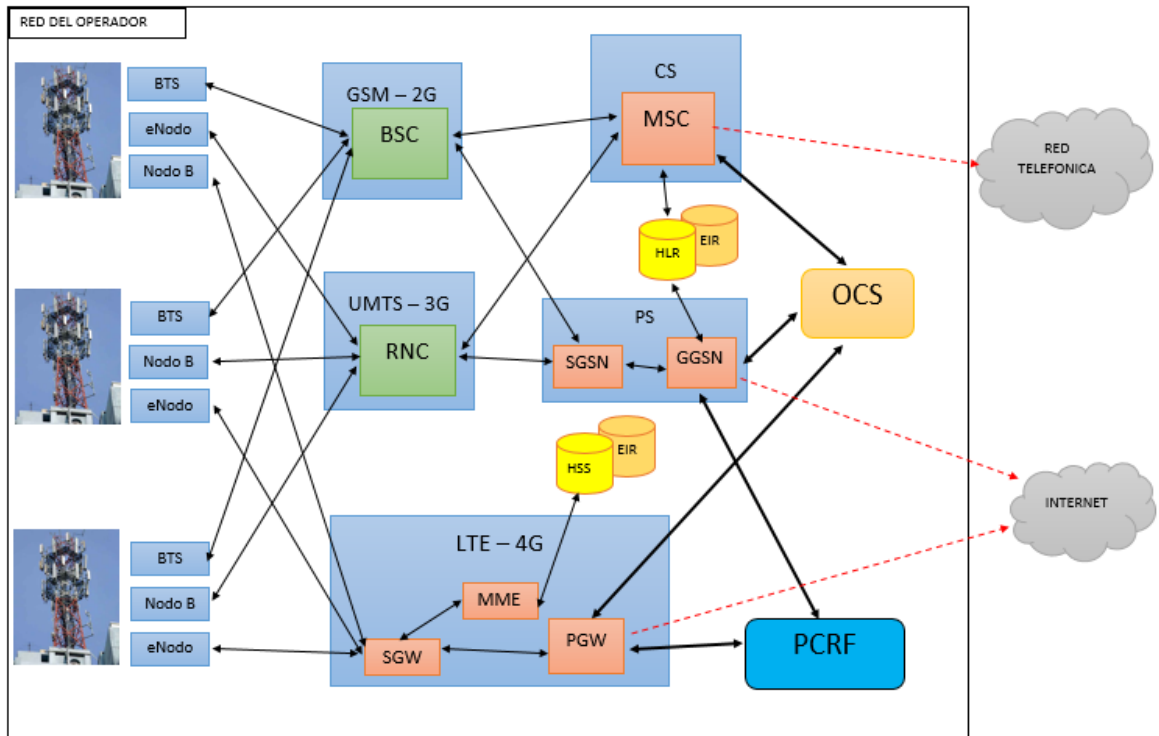 RED DEL OPERADOR
BTS
eNodo
Nodo B
GSM – 2G
BSC
CS
MSC
RED
TELEFONICA
HLR
EIR
BTS
Nodo B
eNodo
UMTS – 3G
RNC
PS
SGSN
GGSN
OCS
HSS
EIR
INTERNET
BTS
Nodo B
eNodo
LTE – 4G
MME
SGW
PGW
PCRF